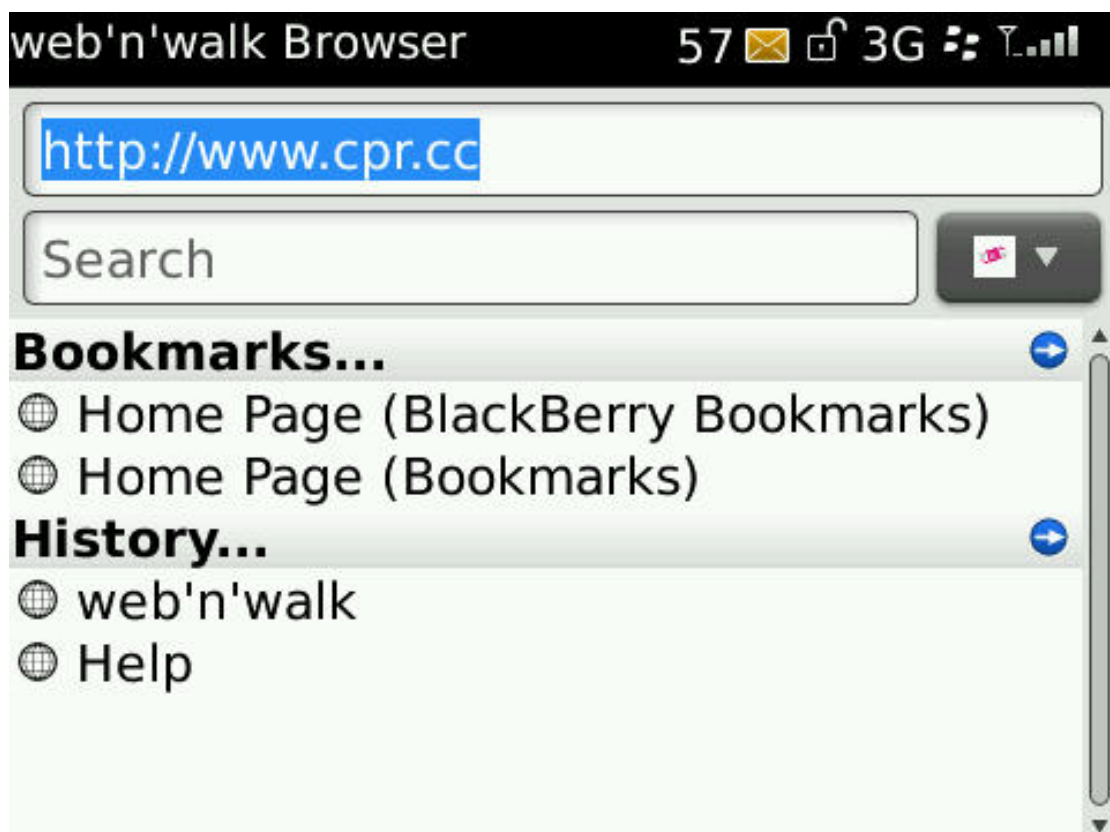 web'n'walk Browser 57 3G
http://www.cpr.cc
Search
Bookmarks...
Home Page (BlackBerry Bookmarks)
Home Page (Bookmarks)
History...
web'n'walk
Help